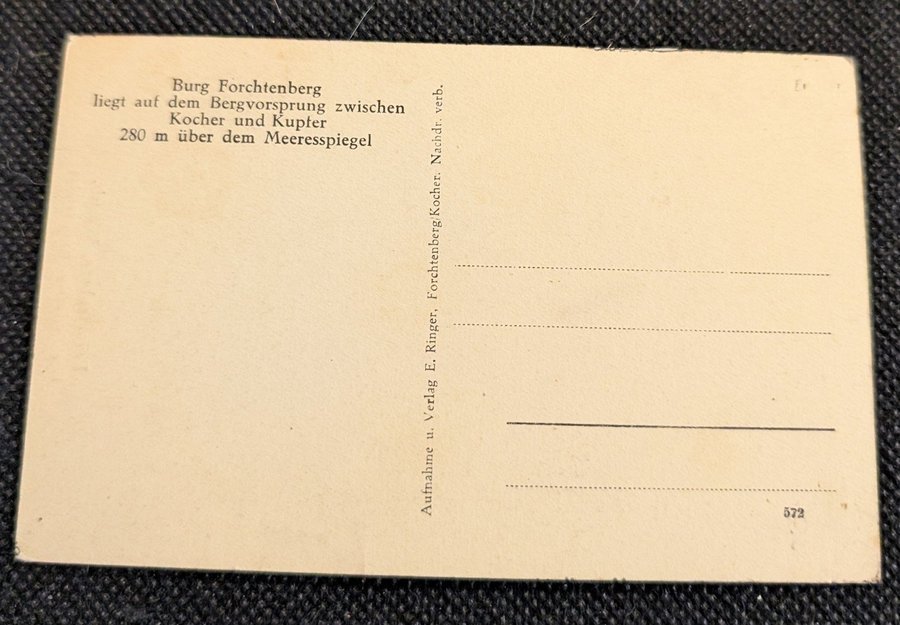 Burg Forchtenberg
liegt auf dem Bergvorsprung zwischen
Kocher und Kupfer
280 m über dem Meeresspiegel
Aufnahme u. Verlag E. Ringer, Forchtenberg/Kocher. Nachdr. verb.
572